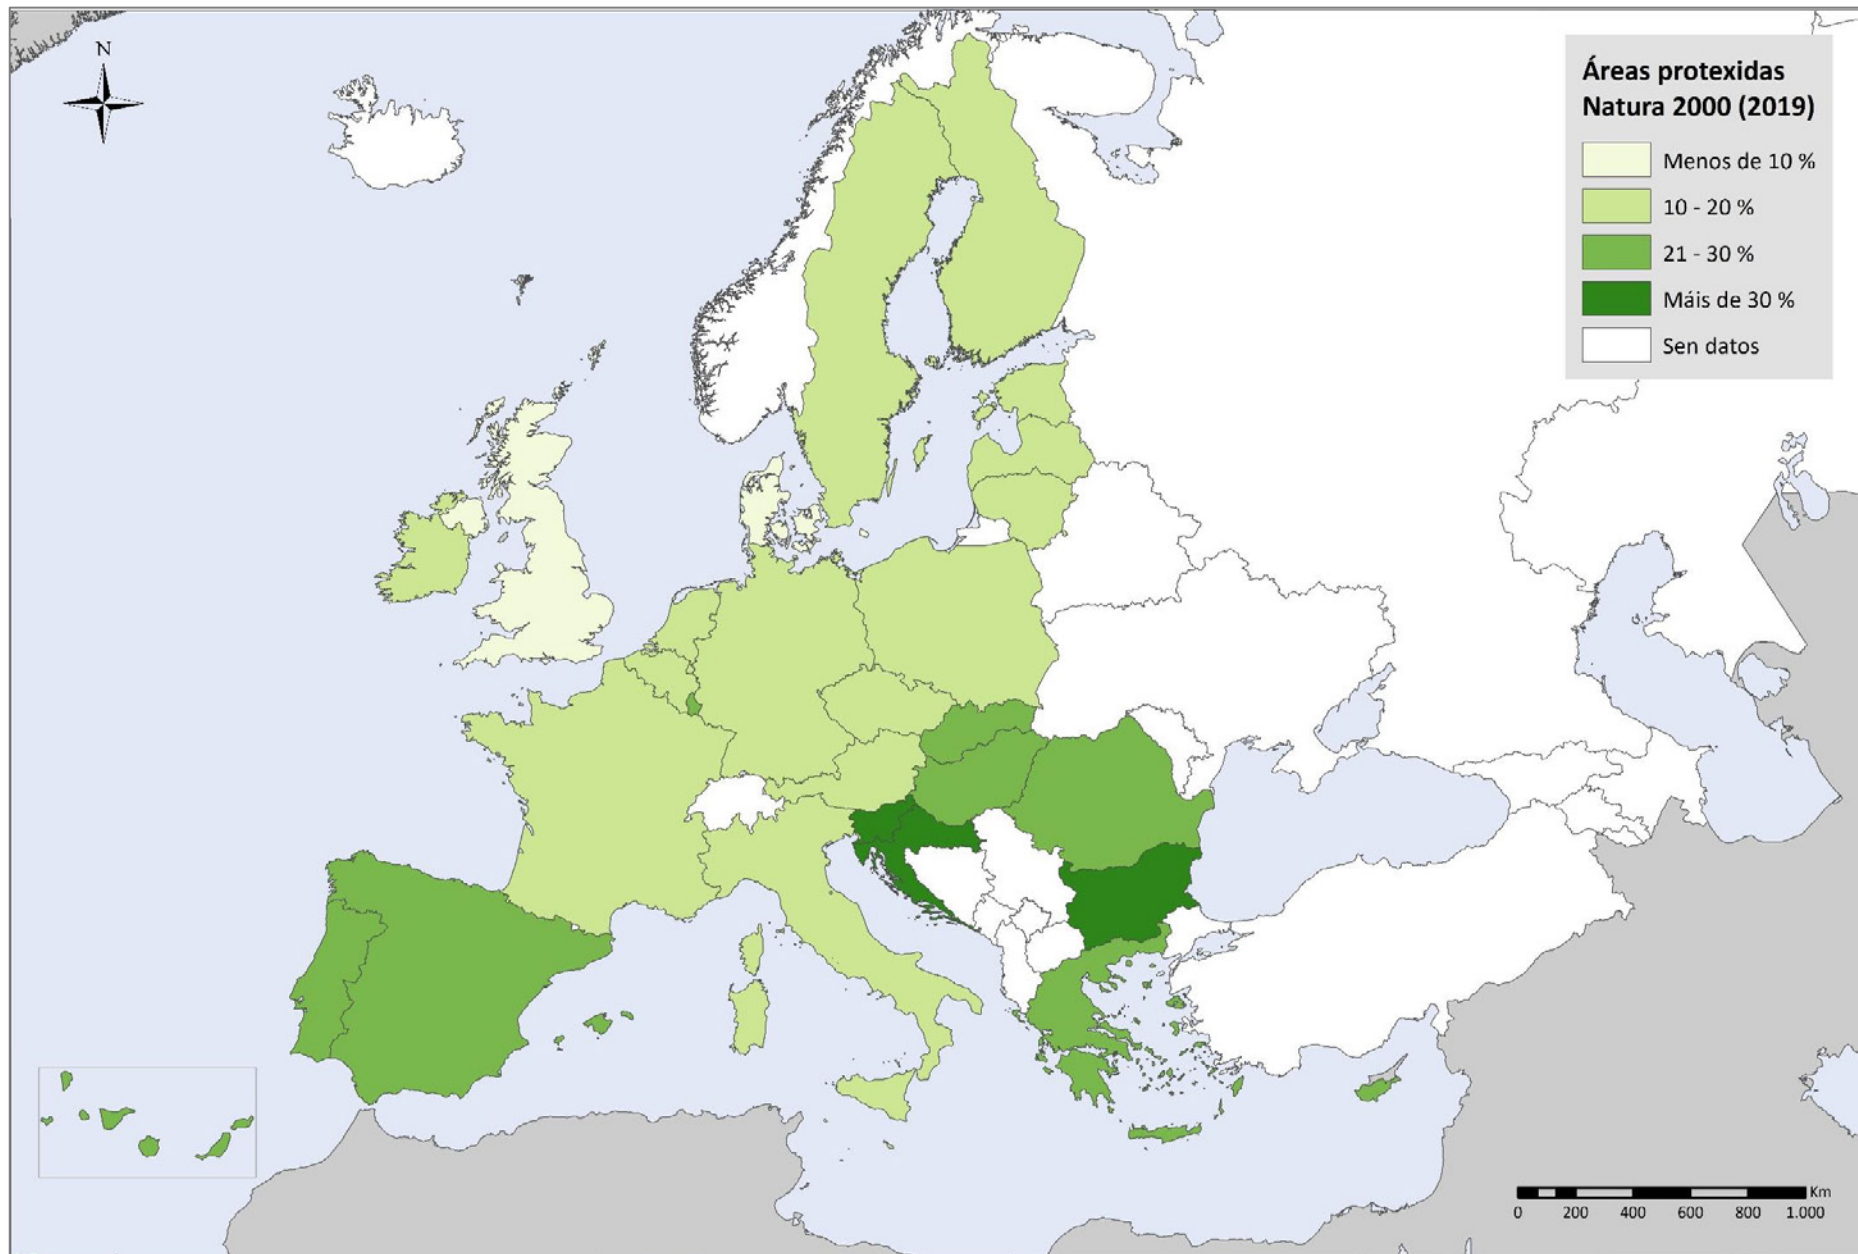 N
Áreas protexidas
Natura 2000 (2019)
Menos de 10 %
10 - 20 %
21 - 30 %
Máis de 30 %
Sen datos
Km
0 200 400 600 800 1.000